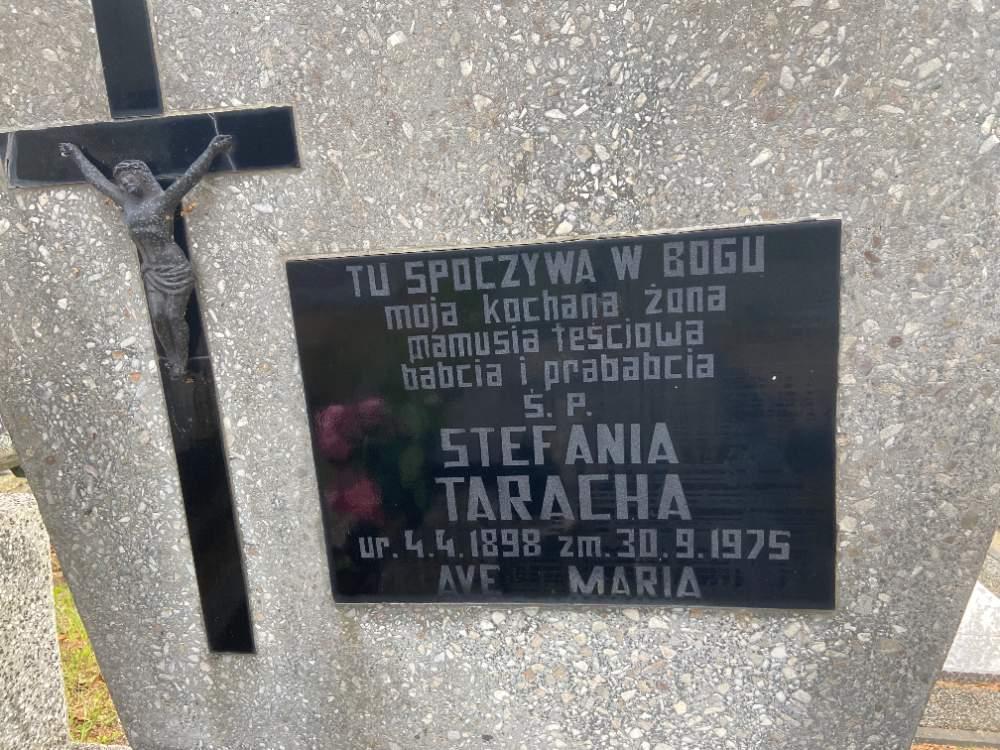 TU SPOCZYWA W BOGU
moja kochana żona
mamusia teściowa
babcia i prababcia
Ś. P.
STEFANIA
TARACHA
ur. 4.4.1898 zm. 30.9.1975
AVE MARIA